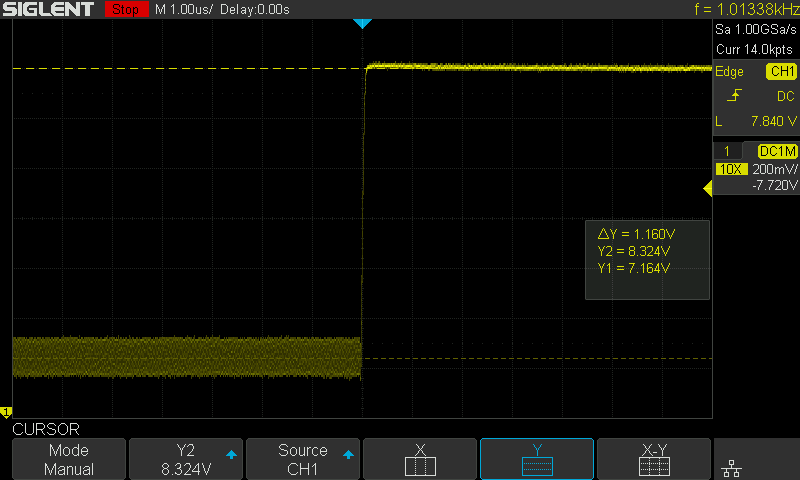 SIGLENT Stop M 1.00us/ Delay:0.00s f = 1.01338kHz
Sa 1.00GSa/s
Curr 14.0kpts
Edge CH1
DC
L 7.840 V
1 DC1M
10X 200mV/
-7.720V
△Y = 1.160V
Y2 = 8.324V
Y1 = 7.164V
1
CURSOR
Mode
Manual
Y2
8.324V
Source
CH1
X
Y
X-Y